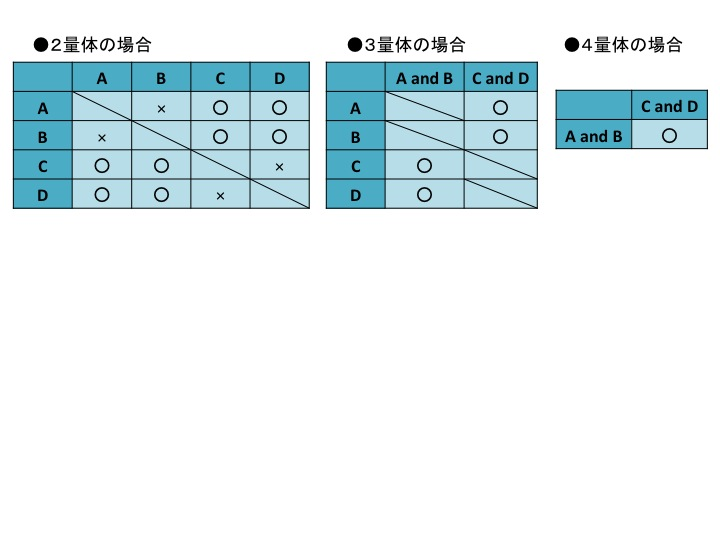 ●２量体の場合
A B C D
A × ○ ○
B × ○ ○
C ○ ○ ×
D ○ ○ ×
●３量体の場合
A and B C and D
A ○
B ○
C ○
D ○
●４量体の場合
C and D
A and B ○